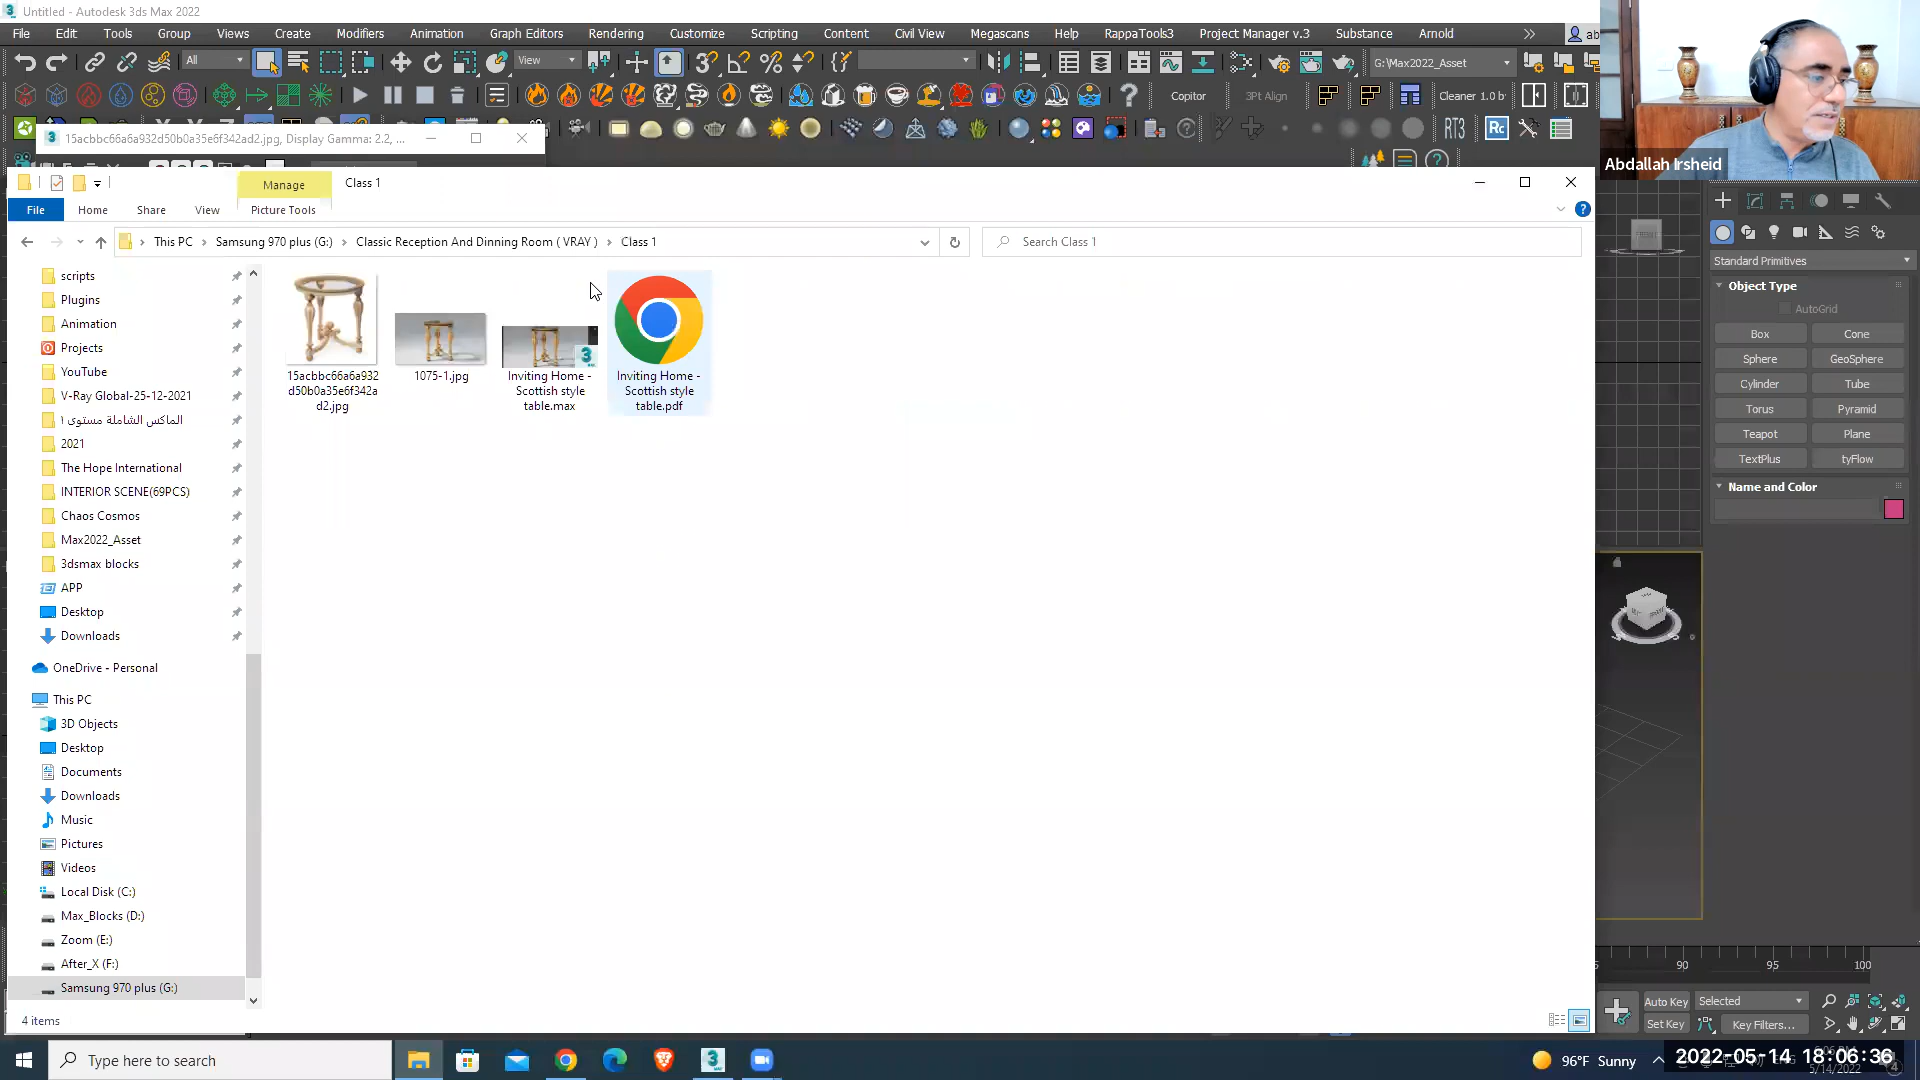 Untitled - Autodesk 3ds Max 2022
File Edit Tools Group Views Create Modifiers Animation Graph Editors Rendering Customize Scripting Content Civil View Megascans Help RappaTools3 Project Manager v.3 Substance Arnold ab
All View G:\Max2022_Asset
Copitor 3Pt Align Cleaner 1.0 b
RT3 Rc
15acbbc66a6a932d50b0a35e6f342ad2.jpg, Display Gamma: 2.2, ...
Abdallah Irsheid
Manage Class 1
File Home Share View Picture Tools
This PC Samsung 970 plus (G:) Classic Reception And Dinning Room ( VRAY ) Class 1 Search Class 1
15acbbc66a6a932
d50b0a35e6f342a
d2.jpg
1075-1.jpg
Inviting Home -
Scottish style
table.max
Inviting Home -
Scottish style
table.pdf
scripts
Plugins
Animation
Projects
YouTube
V-Ray Global-25-12-2021
الماكس الشاملة مستوى ١
2021
The Hope International
INTERIOR SCENE(69PCS)
Chaos Cosmos
Max2022_Asset
3dsmax blocks
APP
Desktop
Downloads
OneDrive - Personal
This PC
3D Objects
Desktop
Documents
Downloads
Music
Pictures
Videos
Local Disk (C:)
Max_Blocks (D:)
Zoom (E:)
After_X (F:)
Samsung 970 plus (G:)
4 items
Standard Primitives
Object Type
AutoGrid
Box Cone
Sphere GeoSphere
Cylinder Tube
Torus Pyramid
Teapot Plane
TextPlus tyFlow
Name and Color
FRONT
90 95 100
Auto Key Selected
Set Key Key Filters...
Type here to search
96°F Sunny
2022-05-14 18:06:36
5/14/2022